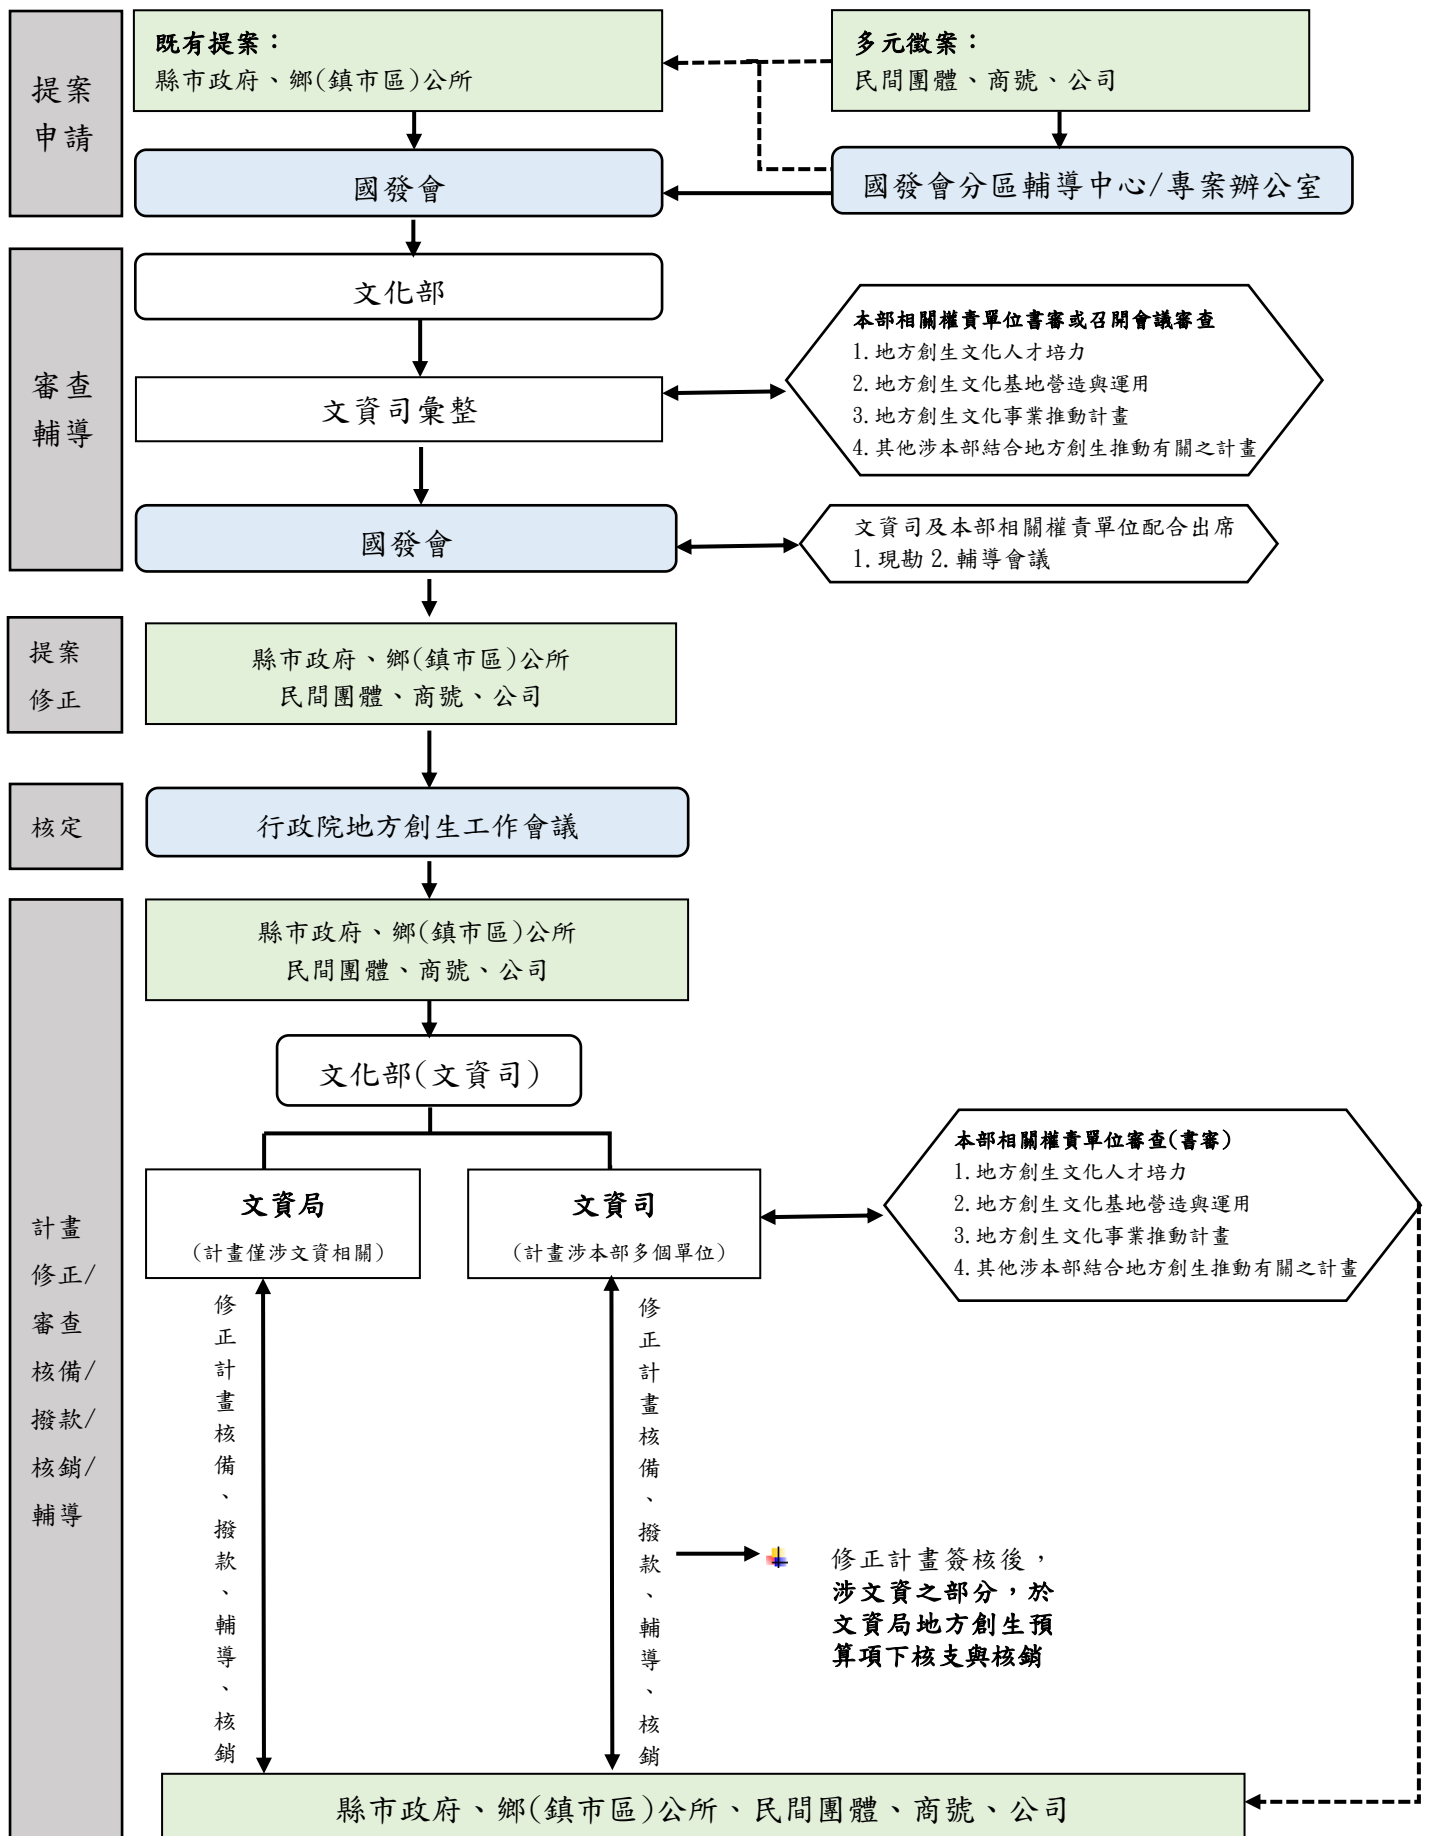 提案
申請
既有提案：
縣市政府、鄉(鎮市區)公所
多元徵案：
民間團體、商號、公司
國發會
國發會分區輔導中心/專案辦公室
審查
輔導
文化部
文資司彙整
本部相關權責單位書審或召開會議審查
1.地方創生文化人才培力
2.地方創生文化基地營造與運用
3.地方創生文化事業推動計畫
4.其他涉本部結合地方創生推動有關之計畫
國發會
文資司及本部相關權責單位配合出席
1.現勘 2.輔導會議
提案
修正
縣市政府、鄉(鎮市區)公所
民間團體、商號、公司
核定
行政院地方創生工作會議
計畫
修正/
審查
核備/
撥款/
核銷/
輔導
縣市政府、鄉(鎮市區)公所
民間團體、商號、公司
文化部(文資司)
文資局
(計畫僅涉文資相關)
文資司
(計畫涉本部多個單位)
本部相關權責單位審查(書審)
1.地方創生文化人才培力
2.地方創生文化基地營造與運用
3.地方創生文化事業推動計畫
4.其他涉本部結合地方創生推動有關之計畫
修正計畫核備、撥款、輔導、核銷
修正計畫核備、撥款、輔導、核銷
修正計畫簽核後，
涉文資之部分，於
文資局地方創生預
算項下核支與核銷
縣市政府、鄉(鎮市區)公所、民間團體、商號、公司